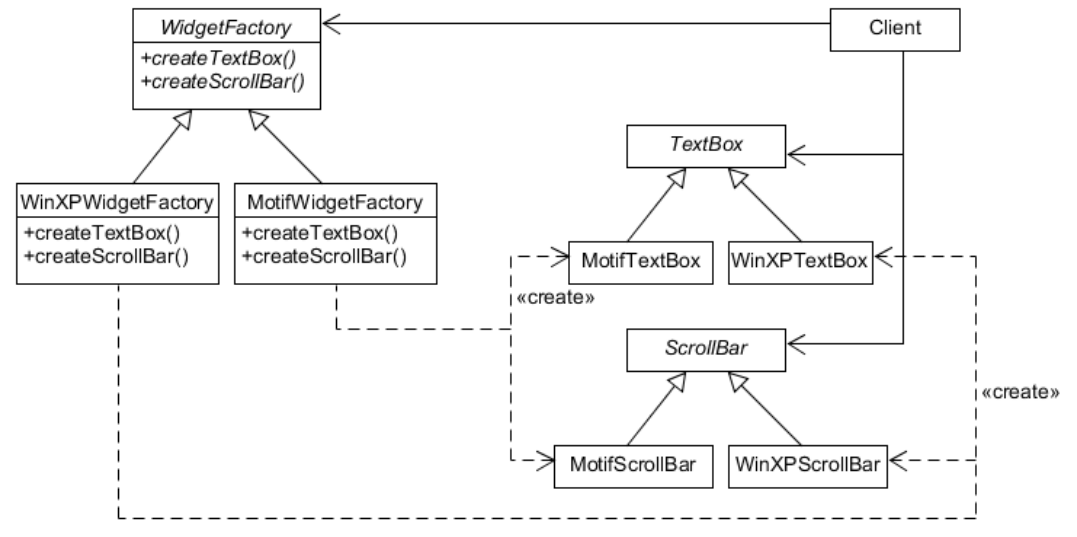 WidgetFactory
+createTextBox()
+createScrollBar()
Client
TextBox
WinXPWidgetFactory
+createTextBox()
+createScrollBar()
MotifWidgetFactory
+createTextBox()
+createScrollBar()
MotifTextBox
WinXPTextBox
«create»
ScrollBar
«create»
MotifScrollBar
WinXPScrollBar